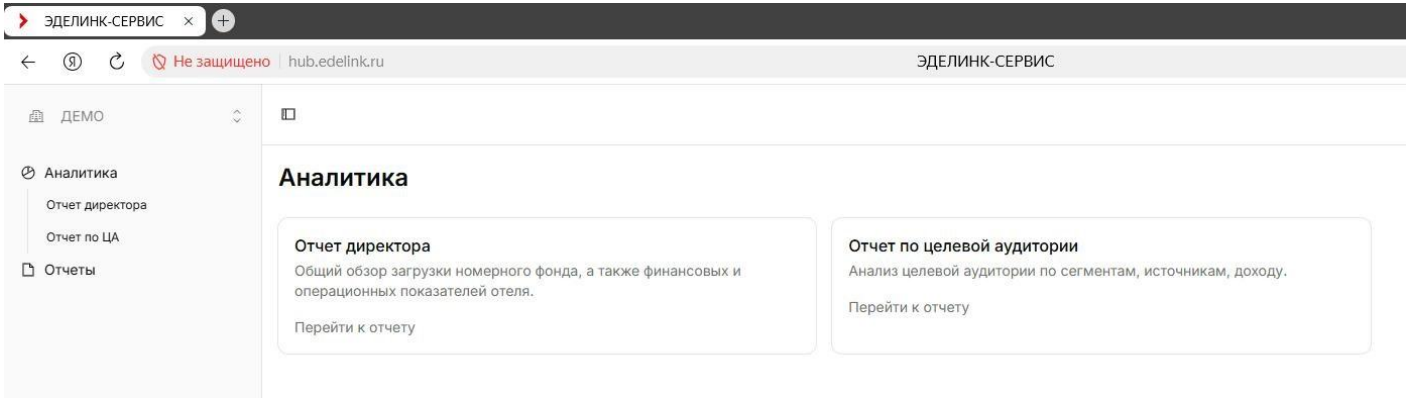 ЭДЕЛИНК-СЕРВИС
Я Не защищено hub.edelink.ru ЭДЕЛИНК-СЕРВИС
ДЕМО
Аналитика
Отчет директора
Отчет по ЦА
Отчеты
Аналитика
Отчет директора
Общий обзор загрузки номерного фонда, а также финансовых и
операционных показателей отеля.
Перейти к отчету
Отчет по целевой аудитории
Анализ целевой аудитории по сегментам, источникам, доходу.
Перейти к отчету